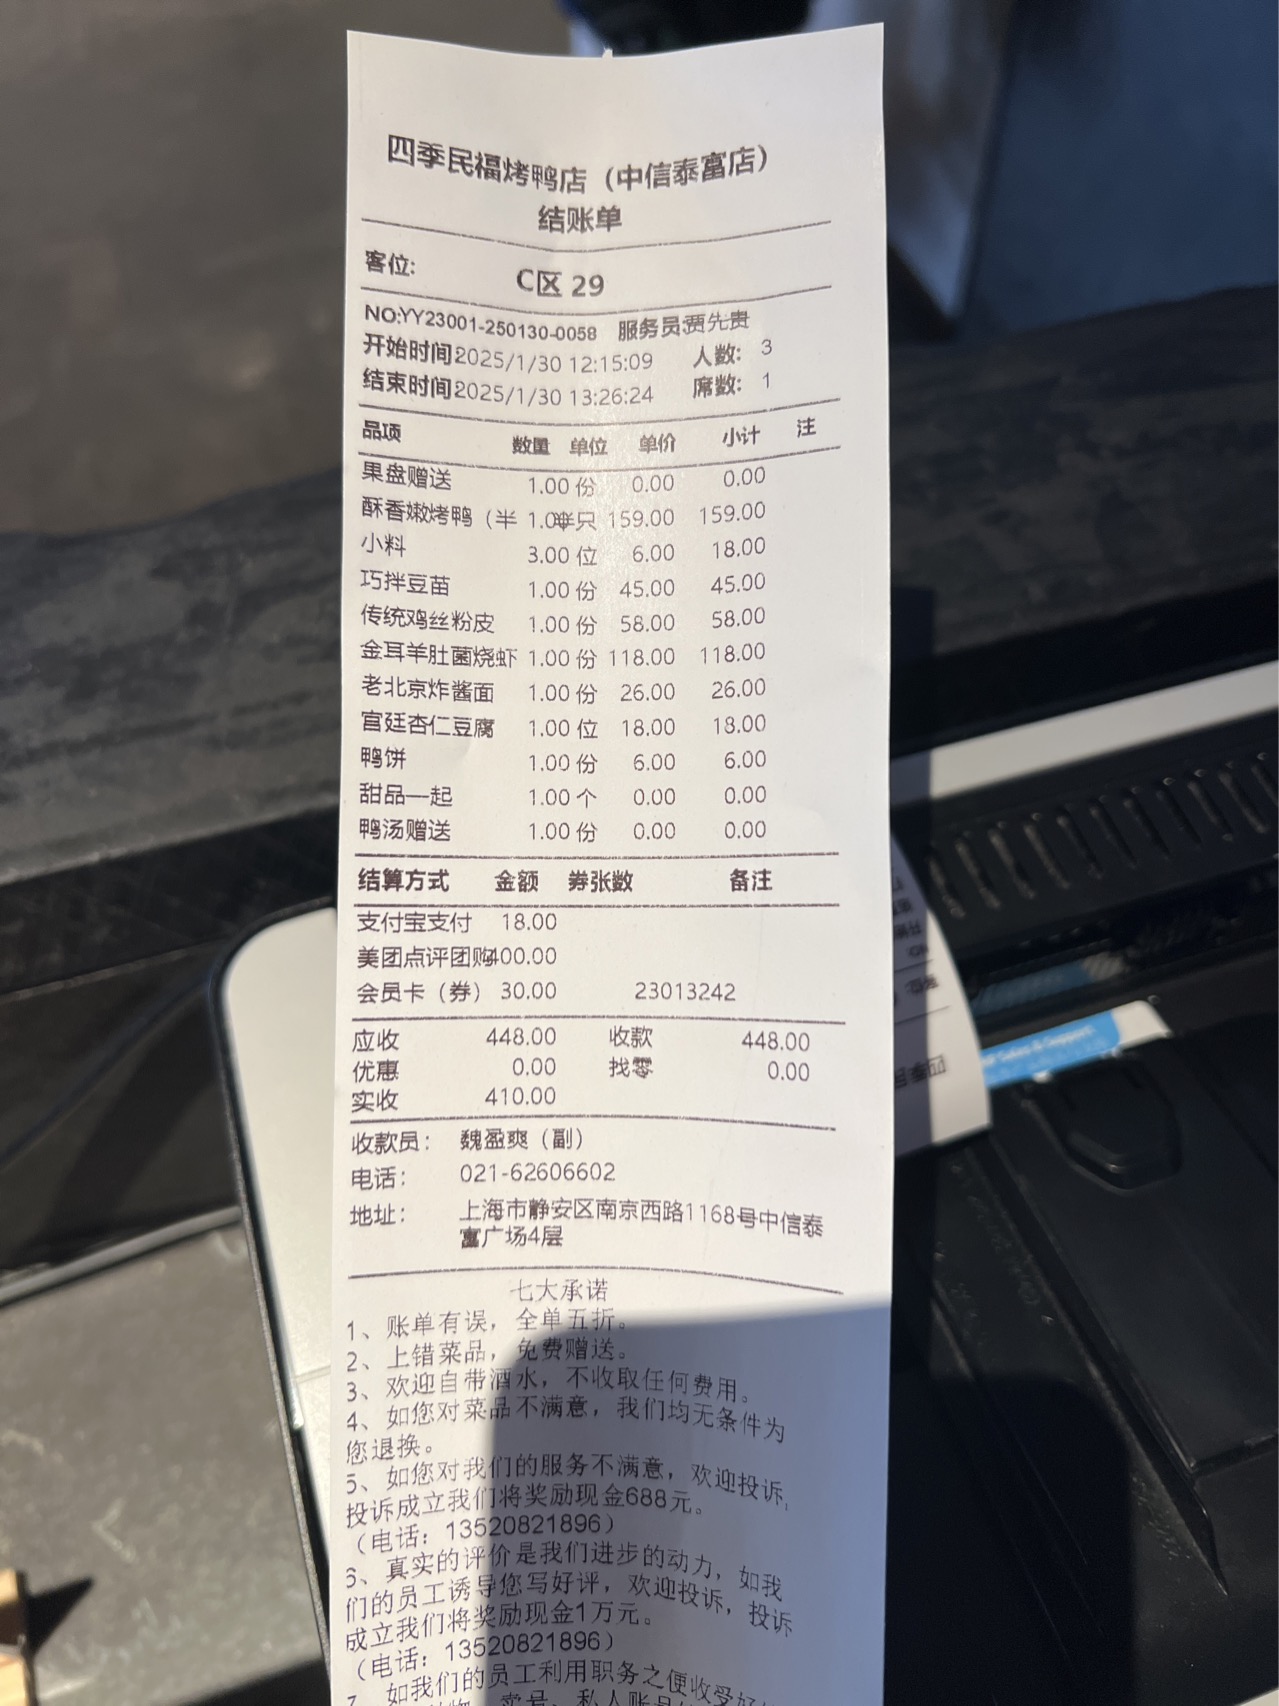 四季民福烤鸭店（中信泰富店）
结账单
客位: C区 29
NO:YY23001-250130-0058 服务员:贾先贵
开始时间2025/1/30 12:15:09 人数: 3
结束时间2025/1/30 13:26:24 席数: 1
品项 数量 单位 单价 小计 注
果盘赠送 1.00 份 0.00 0.00
酥香嫩烤鸭（半 1.00半只 159.00 159.00
小料 3.00 位 6.00 18.00
巧拌豆苗 1.00 份 45.00 45.00
传统鸡丝粉皮 1.00 份 58.00 58.00
金耳羊肚菌烧虾 1.00 份 118.00 118.00
老北京炸酱面 1.00 份 26.00 26.00
宫廷杏仁豆腐 1.00 位 18.00 18.00
鸭饼 1.00 份 6.00 6.00
甜品一起 1.00 个 0.00 0.00
鸭汤赠送 1.00 份 0.00 0.00
结算方式 金额 券张数 备注
支付宝支付 18.00
美团点评团购400.00
会员卡（券） 30.00 23013242
应收 448.00 收款 448.00
优惠 0.00 找零 0.00
实收 410.00
收款员: 魏盈爽（副）
电话: 021-62606602
地址: 上海市静安区南京西路1168号中信泰
富广场4层
七大承诺
1、账单有误，全单五折。
2、上错菜品，免费赠送。
3、欢迎自带酒水，不收取任何费用。
4、如您对菜品不满意，我们均无条件为
您退换。
5、如您对我们的服务不满意，欢迎投诉,
投诉成立我们将奖励现金688元。
（电话：13520821896）
6、真实的评价是我们进步的动力，如我
们的员工诱导您写好评，欢迎投诉，投诉
成立我们将奖励现金1万元。
（电话：13520821896）
7、如我们的员工利用职务之便收受好
Sales & Support